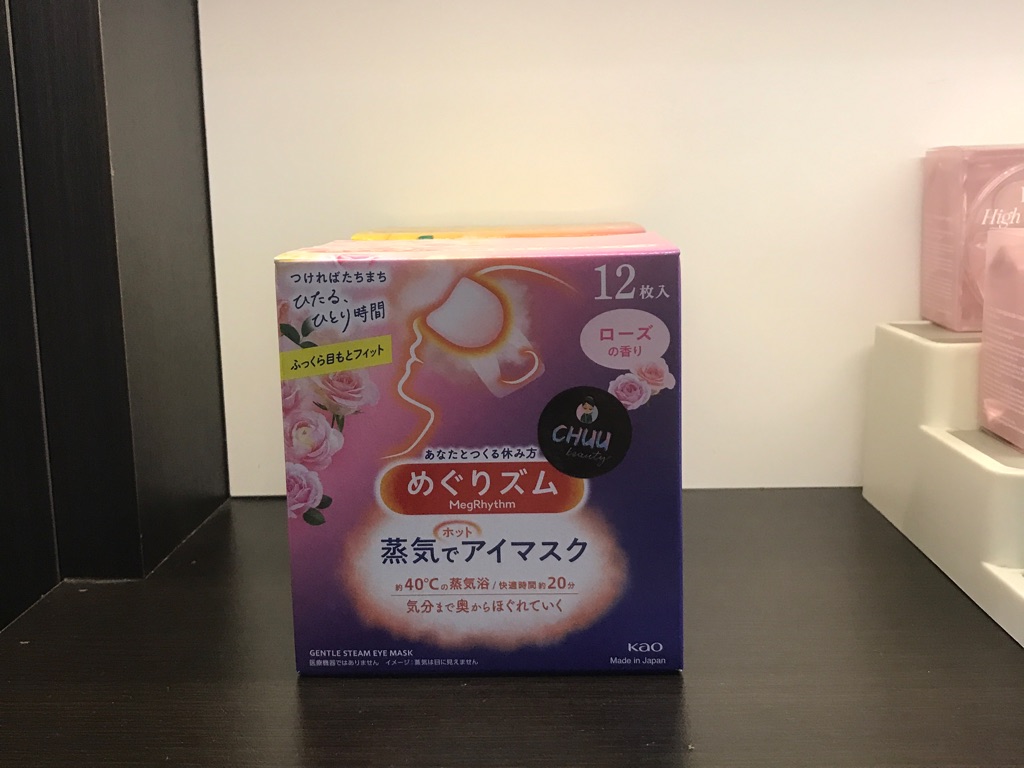 つければたちまち
ひたる、
ひとり時間
ふっくら目もとフィット
12枚入
ローズ
の香り
CHUU
beauty
あなたとつくる休み方
めぐりズム
MegRhythm
ホット
蒸気でアイマスク
約40℃の蒸気浴/快適時間約20分
気分まで奥からほぐれていく
GENTLE STEAM EYE MASK
医療機器ではありません イメージ:蒸気は目に見えません
Kao
Made in Japan
High